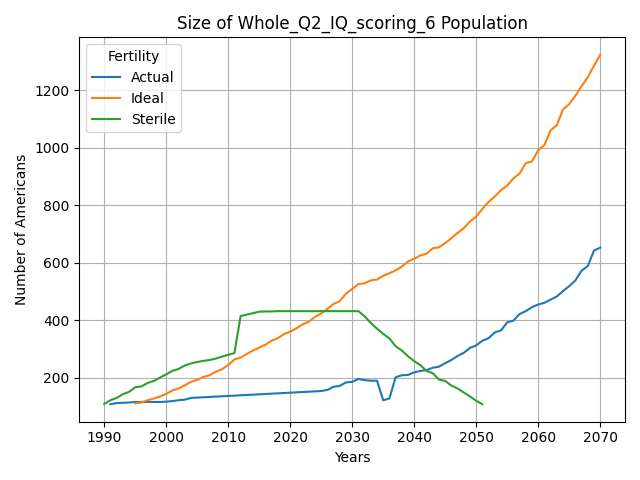 Size of Whole_Q2_IQ_scoring_6 Population
Fertility
Actual
Ideal
Sterile
Number of Americans
1200
1000
800
600
400
200
1990 2000 2010 2020 2030 2040 2050 2060 2070
Years